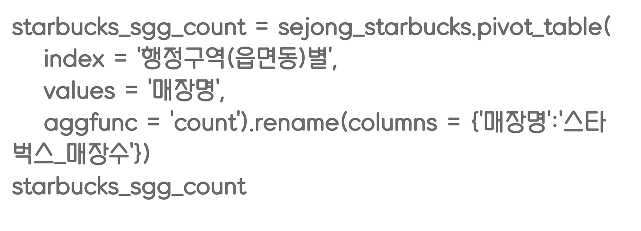 starbucks_sgg_count = sejong_starbucks.pivot_table(
index = '행정구역(읍면동)별',
values = '매장명',
aggfunc = 'count').rename(columns = {'매장명':'스타
벅스_매장수'})
starbucks_sgg_count